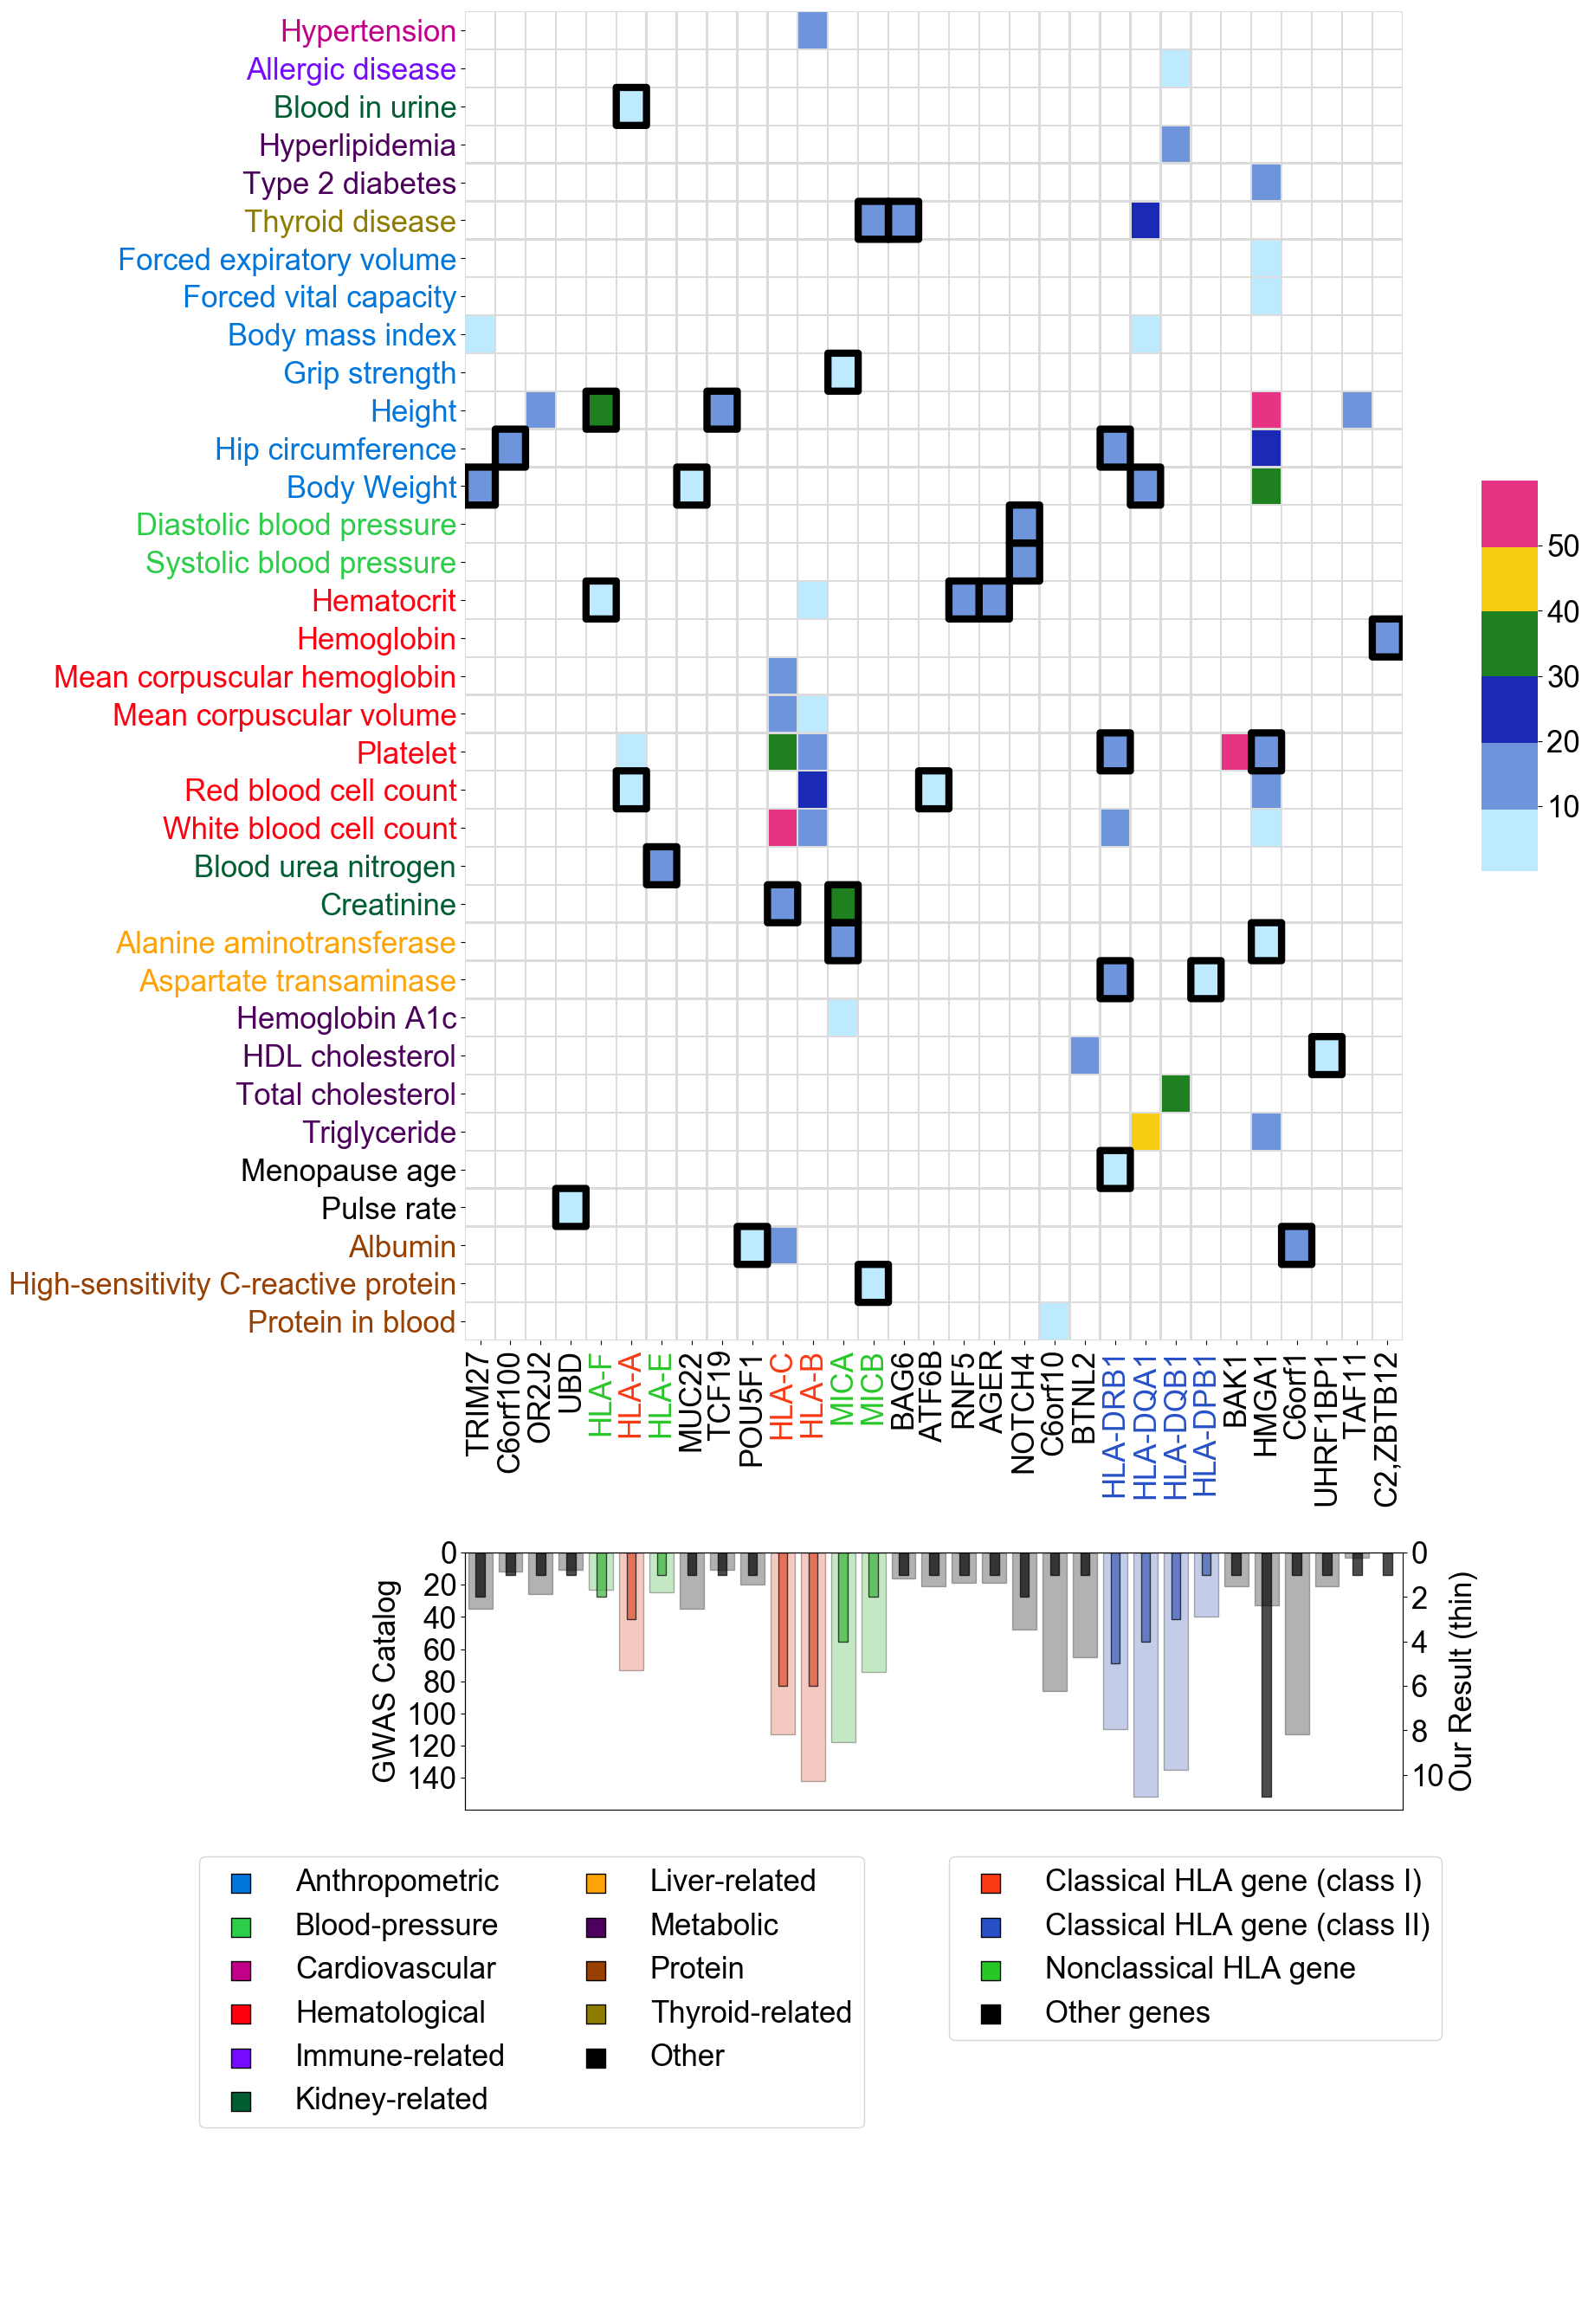 Hypertension
Allergic disease
Blood in urine
Hyperlipidemia
Type 2 diabetes
Thyroid disease
Forced expiratory volume
Forced vital capacity
Body mass index
Grip strength
Height
Hip circumference
Body Weight
Diastolic blood pressure
Systolic blood pressure
Hematocrit
Hemoglobin
Mean corpuscular hemoglobin
Mean corpuscular volume
Platelet
Red blood cell count
White blood cell count
Blood urea nitrogen
Creatinine
Alanine aminotransferase
Aspartate transaminase
Hemoglobin A1c
HDL cholesterol
Total cholesterol
Triglyceride
Menopause age
Pulse rate
Albumin
High-sensitivity C-reactive protein
Protein in blood
50
40
30
20
10
TRIM27
C6orf100
OR2J2
UBD
HLA-F
HLA-A
HLA-E
MUC22
TCF19
POU5F1
HLA-C
HLA-B
MICA
MICB
BAG6
ATF6B
RNF5
AGER
NOTCH4
C6orf10
BTNL2
HLA-DRB1
HLA-DQA1
HLA-DQB1
HLA-DPB1
BAK1
HMGA1
C6orf1
UHRF1BP1
TAF11
C2,ZBTB12
GWAS Catalog
0
20
40
60
80
100
120
140
0
2
4
6
8
10
Our Result (thin)
Anthropometric
Blood-pressure
Cardiovascular
Hematological
Immune-related
Kidney-related
Liver-related
Metabolic
Protein
Thyroid-related
Other
Classical HLA gene (class I)
Classical HLA gene (class II)
Nonclassical HLA gene
Other genes